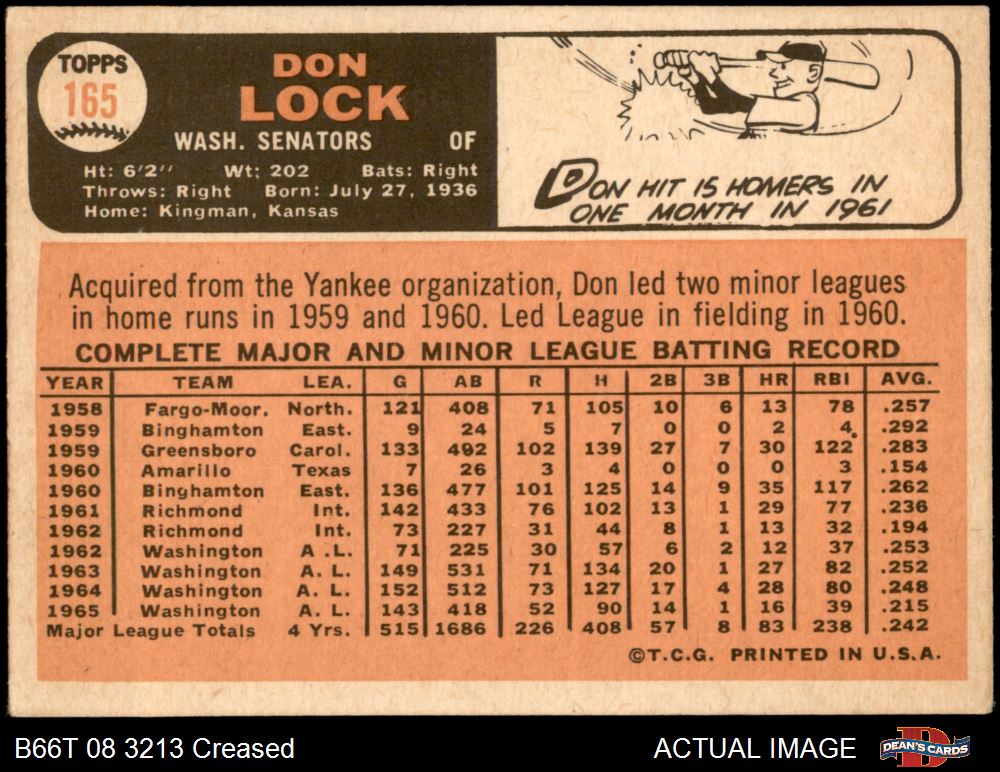 TOPPS
165
DON
LOCK
WASH. SENATORS OF
Ht: 6'2'' Wt: 202 Bats: Right
Throws: Right Born: July 27, 1936
Home: Kingman, Kansas
DON HIT 15 HOMERS IN
ONE MONTH IN 1961
Acquired from the Yankee organization, Don led two minor leagues
in home runs in 1959 and 1960. Led League in fielding in 1960.
COMPLETE MAJOR AND MINOR LEAGUE BATTING RECORD
YEAR TEAM LEA. G AB R H 2B 3B HR RBI AVG.
1958 Fargo-Moor. North. 121 408 71 105 10 6 13 78 .257
1959 Binghamton East. 9 24 5 7 0 0 2 4 .292
1959 Greensboro Carol. 133 492 102 139 27 7 30 122 .283
1960 Amarillo Texas 7 26 3 4 0 0 0 3 .154
1960 Binghamton East. 136 477 101 125 14 9 35 117 .262
1961 Richmond Int. 142 433 76 102 13 1 29 77 .236
1962 Richmond Int. 73 227 31 44 8 1 13 32 .194
1962 Washington A .L. 71 225 30 57 6 2 12 37 .253
1963 Washington A. L. 149 531 71 134 20 1 27 82 .252
1964 Washington A. L. 152 512 73 127 17 4 28 80 .248
1965 Washington A. L. 143 418 52 90 14 1 16 39 .215
Major League Totals 4 Yrs. 515 1686 226 408 57 8 83 238 .242
©T.C.G. PRINTED IN U.S.A.
B66T 08 3213 Creased ACTUAL IMAGE
DEAN'S CARDS